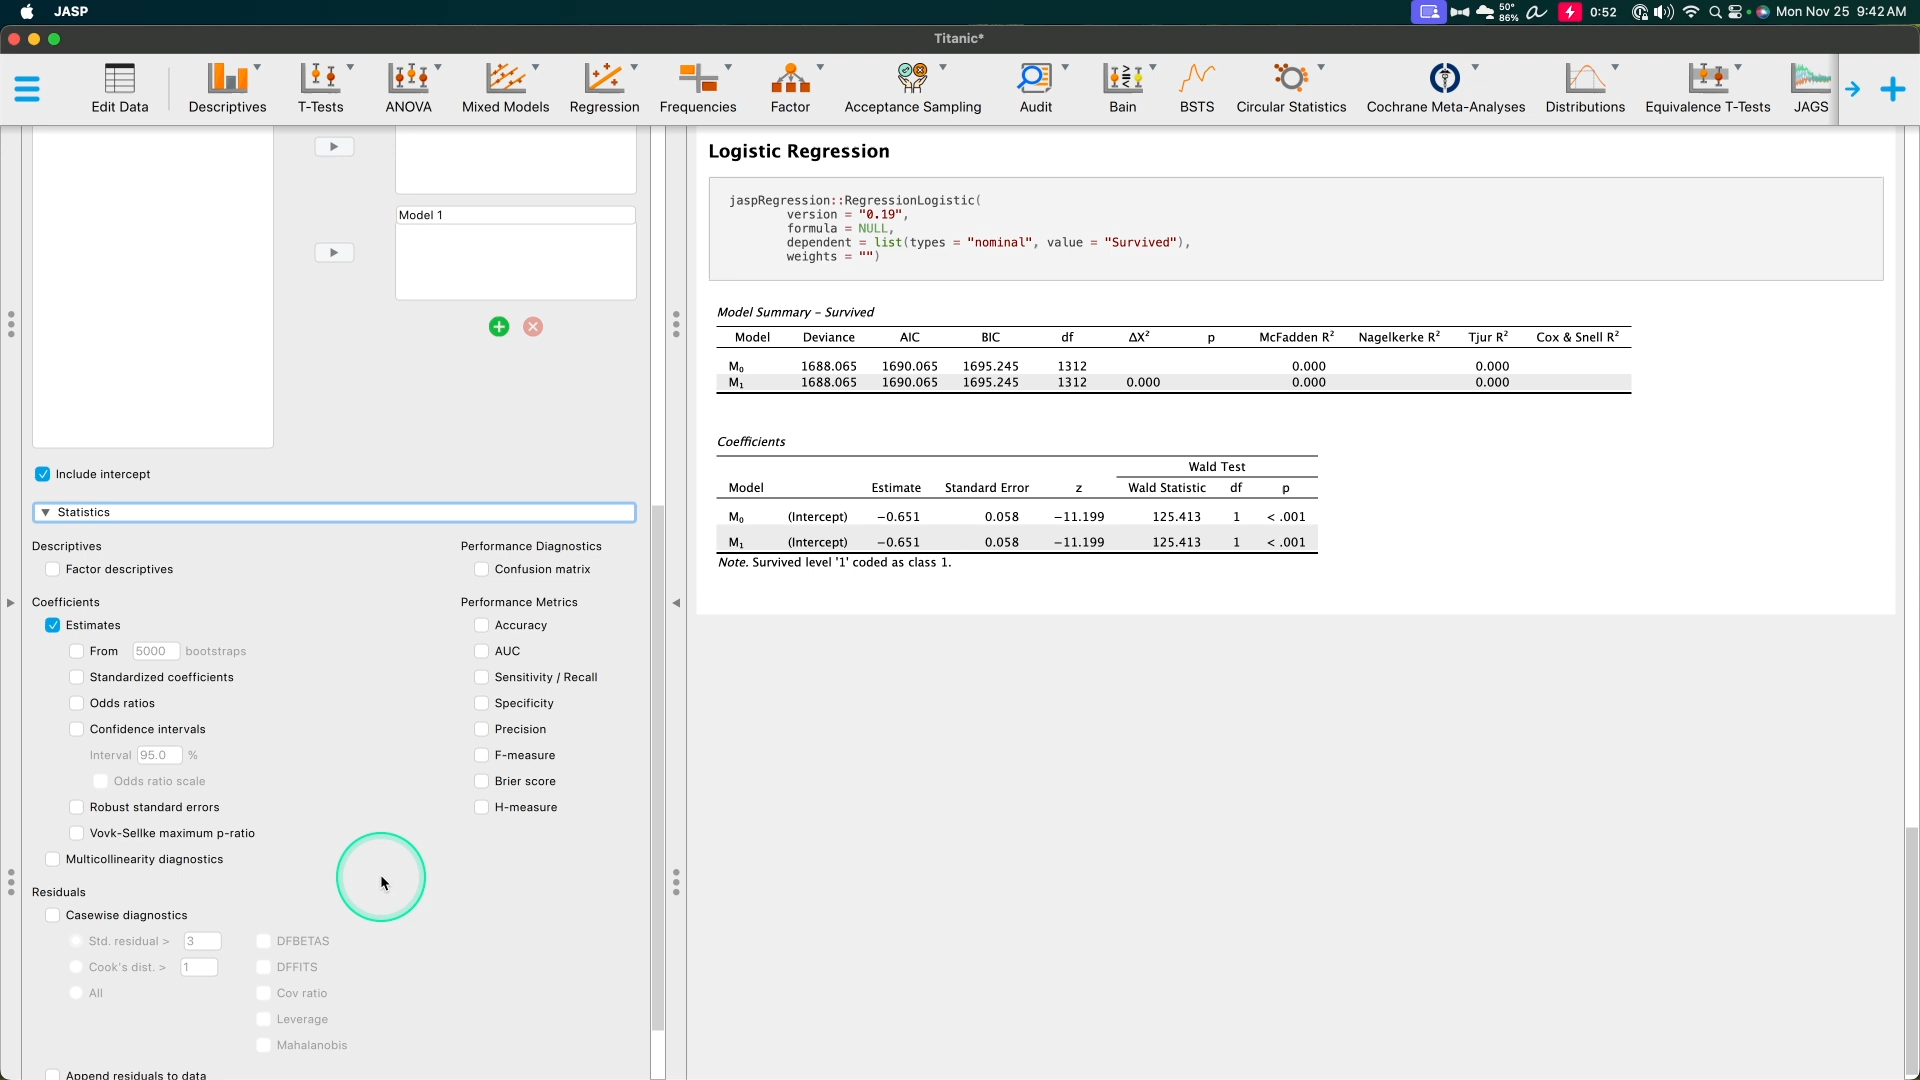 JASP
50°
86%
0:52
Mon Nov 25 9:42 AM
Titanic*
Edit Data
Descriptives
T-Tests
ANOVA
Mixed Models
Regression
Frequencies
Factor
Acceptance Sampling
Audit
Bain
BSTS
Circular Statistics
Cochrane Meta-Analyses
Distributions
Equivalence T-Tests
JAGS
Model 1
Include intercept
Statistics
Descriptives
Factor descriptives
Coefficients
Estimates
From 5000 bootstraps
Standardized coefficients
Odds ratios
Confidence intervals
Interval 95.0 %
Odds ratio scale
Robust standard errors
Vovk-Sellke maximum p-ratio
Multicollinearity diagnostics
Performance Diagnostics
Confusion matrix
Performance Metrics
Accuracy
AUC
Sensitivity / Recall
Specificity
Precision
F-measure
Brier score
H-measure
Residuals
Casewise diagnostics
Std. residual > 3
Cook's dist. > 1
All
DFBETAS
DFFITS
Cov ratio
Leverage
Mahalanobis
Append residuals to data
Logistic Regression
jaspRegression::RegressionLogistic(
version = "0.19",
formula = NULL,
dependent = list(types = "nominal", value = "Survived"),
weights = "")
Model Summary – Survived
Model Deviance AIC BIC df ΔX² p McFadden R² Nagelkerke R² Tjur R² Cox & Snell R²
M₀ 1688.065 1690.065 1695.245 1312 0.000 0.000
M₁ 1688.065 1690.065 1695.245 1312 0.000 0.000 0.000
Coefficients
Wald Test
Model Estimate Standard Error z Wald Statistic df p
M₀ (Intercept) −0.651 0.058 −11.199 125.413 1 < .001
M₁ (Intercept) −0.651 0.058 −11.199 125.413 1 < .001
Note. Survived level '1' coded as class 1.